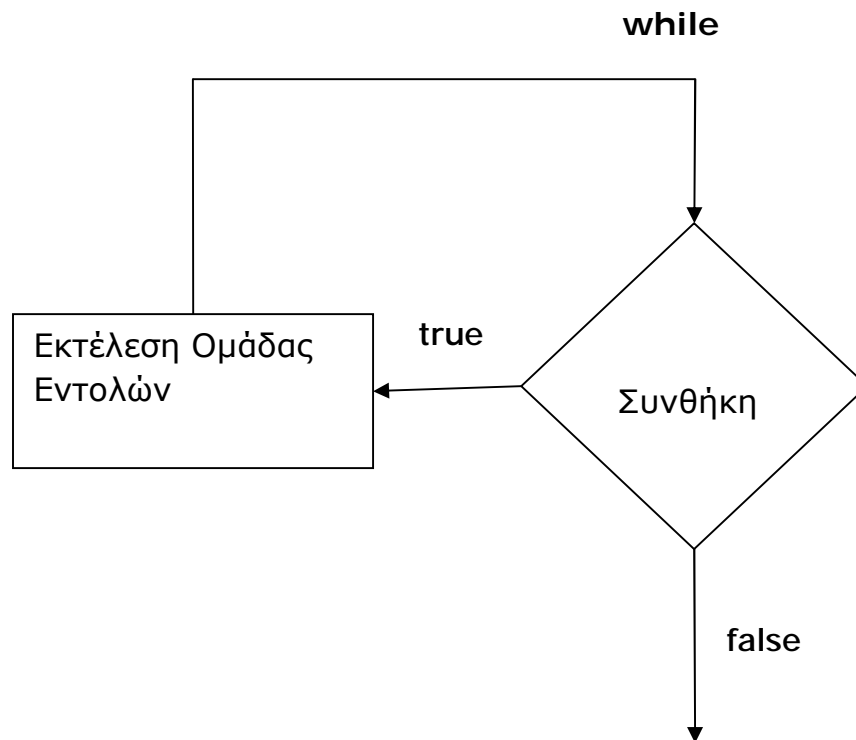 while
true
Εκτέλεση Ομάδας
Εντολών
Συνθήκη
false